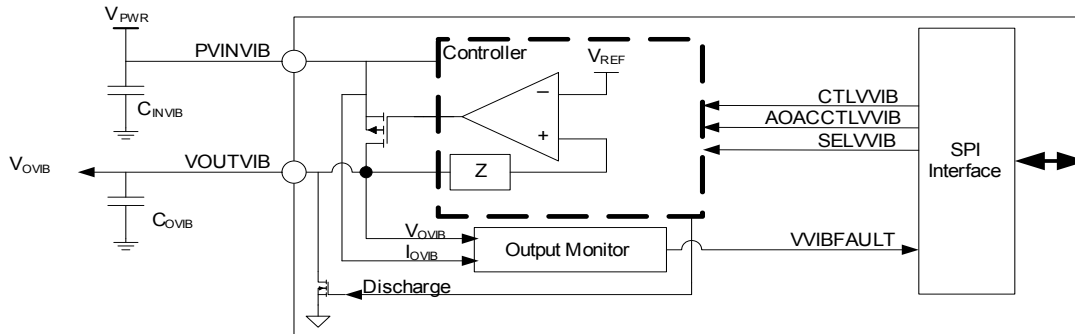 VPWR
PVINVIB
CINVIB
Controller
VREF
−
+
Z
CTLVVIB
AOACCTLVVIB
SELVVIB
SPI
Interface
VOVIB
VOUTVIB
COVIB
VOVIB
IOVIB
Output Monitor
VVIBFAULT
Discharge